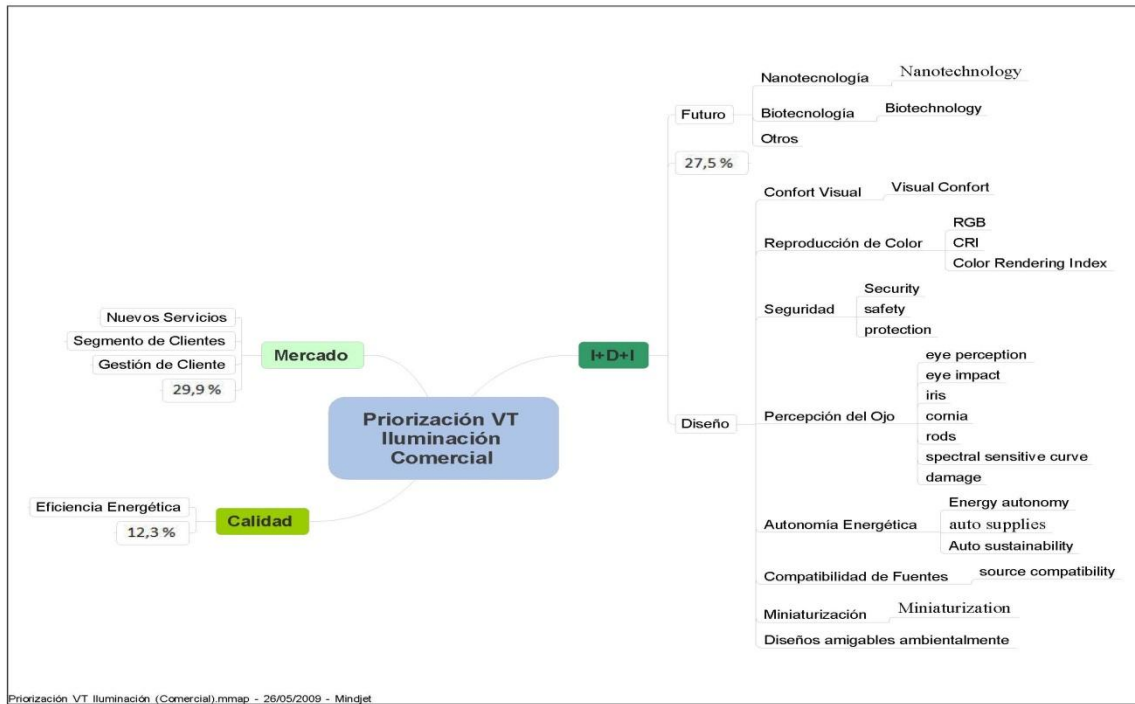 Priorización VT
Iluminación
Comercial
Mercado
Nuevos Servicios
Segmento de Clientes
Gestión de Cliente
29,9 %
Calidad
Eficiencia Energética
12,3 %
I+D+I
Futuro
Nanotecnología
Nanotechnology
Biotecnología
Biotechnology
Otros
27,5 %
Diseño
Confort Visual
Visual Confort
Reproducción de Color
RGB
CRI
Color Rendering Index
Seguridad
Security
safety
protection
Percepción del Ojo
eye perception
eye impact
iris
cornia
rods
spectral sensitive curve
damage
Autonomía Energética
Energy autonomy
auto supplies
Auto sustainability
Compatibilidad de Fuentes
source compatibility
Miniaturización
Miniaturization
Diseños amigables ambientalmente
Priorización VT Iluminación (Comercial).mmap - 26/05/2009 - Mindjet